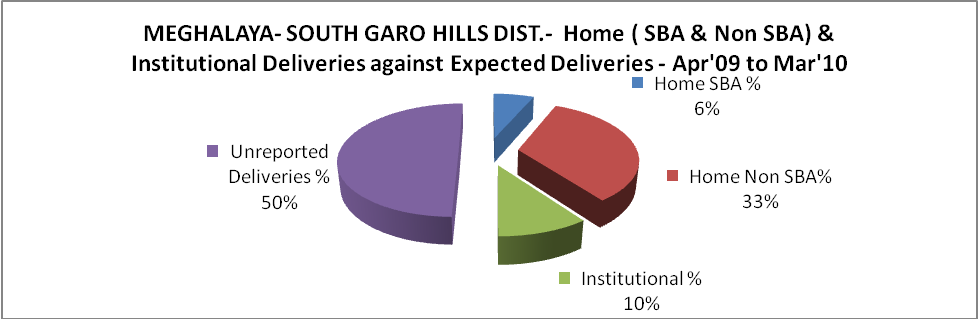 MEGHALAYA- SOUTH GARO HILLS DIST.- Home ( SBA & Non SBA) &
Institutional Deliveries against Expected Deliveries - Apr'09 to Mar'10
Home SBA %
6%
Unreported
Deliveries %
50%
Home Non SBA%
33%
Institutional %
10%